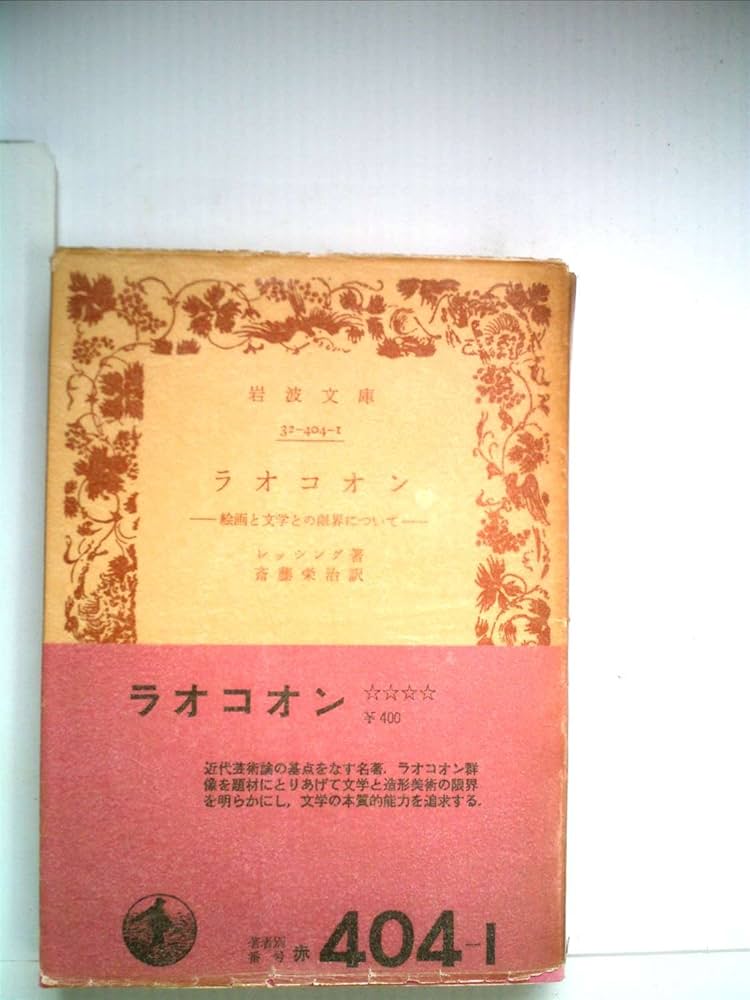 岩波文庫
32-404-1
ラオコオン
——絵画と文学との限界について——
レッシング著
斎藤栄治訳
ラオコオン ☆☆☆☆
¥400
近代芸術論の基点をなす名著．ラオコオン群
像を題材にとりあげて文学と造形美術の限界
を明らかにし，文学の本質的能力を追求する．
著者別
番号 赤 404-1